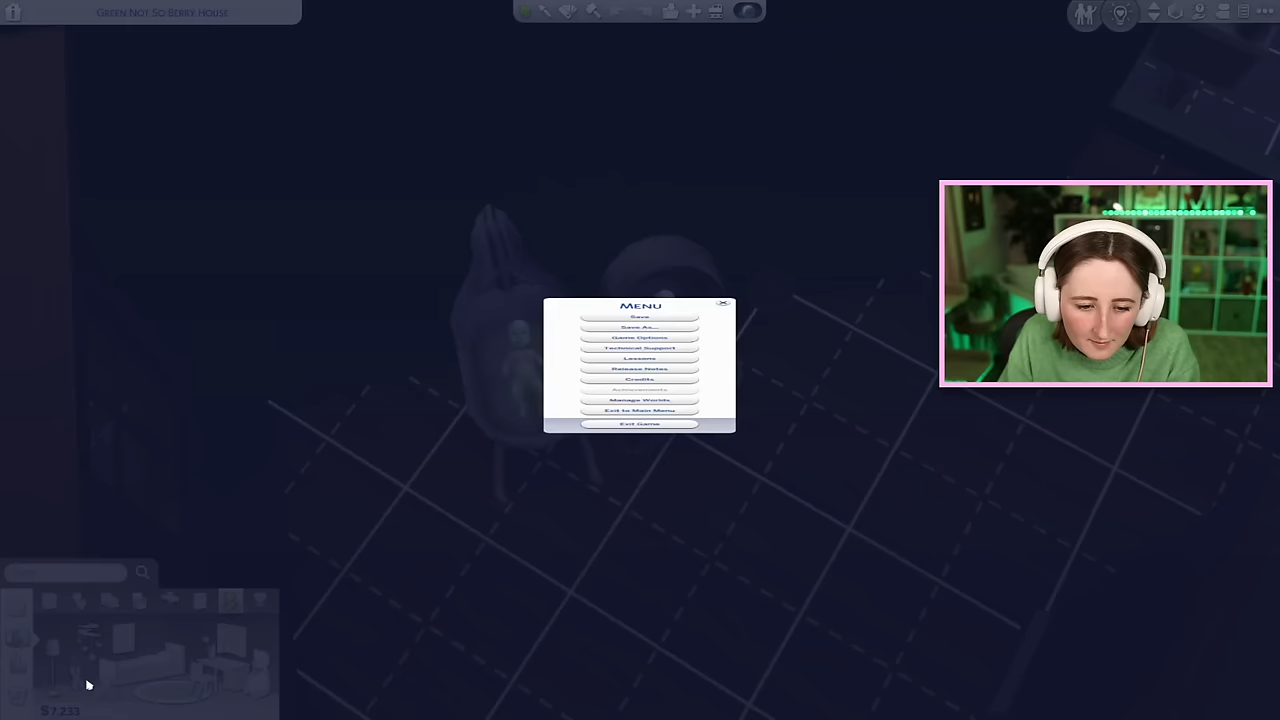 Green Not So Berry House
Menu
Save
Save As...
Game Options
Technical Support
Lessons
Release Notes
Credits
Achievements
Manage Worlds
Exit to Main Menu
Exit Game
$7,233